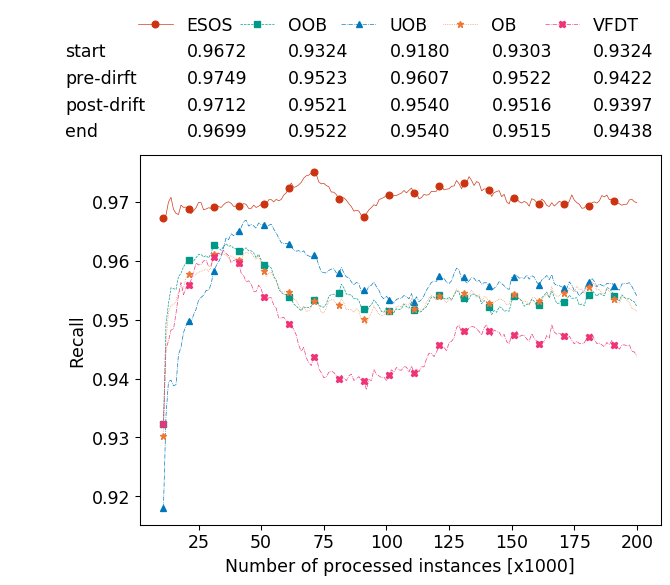 ESOS OOB UOB OB VFDT
start 0.9672 0.9324 0.9180 0.9303 0.9324
pre-dirft 0.9749 0.9523 0.9607 0.9522 0.9422
post-drift 0.9712 0.9521 0.9540 0.9516 0.9397
end 0.9699 0.9522 0.9540 0.9515 0.9438
0.97
0.96
0.95
0.94
0.93
0.92
Recall
25 50 75 100 125 150 175 200
Number of processed instances [x1000]